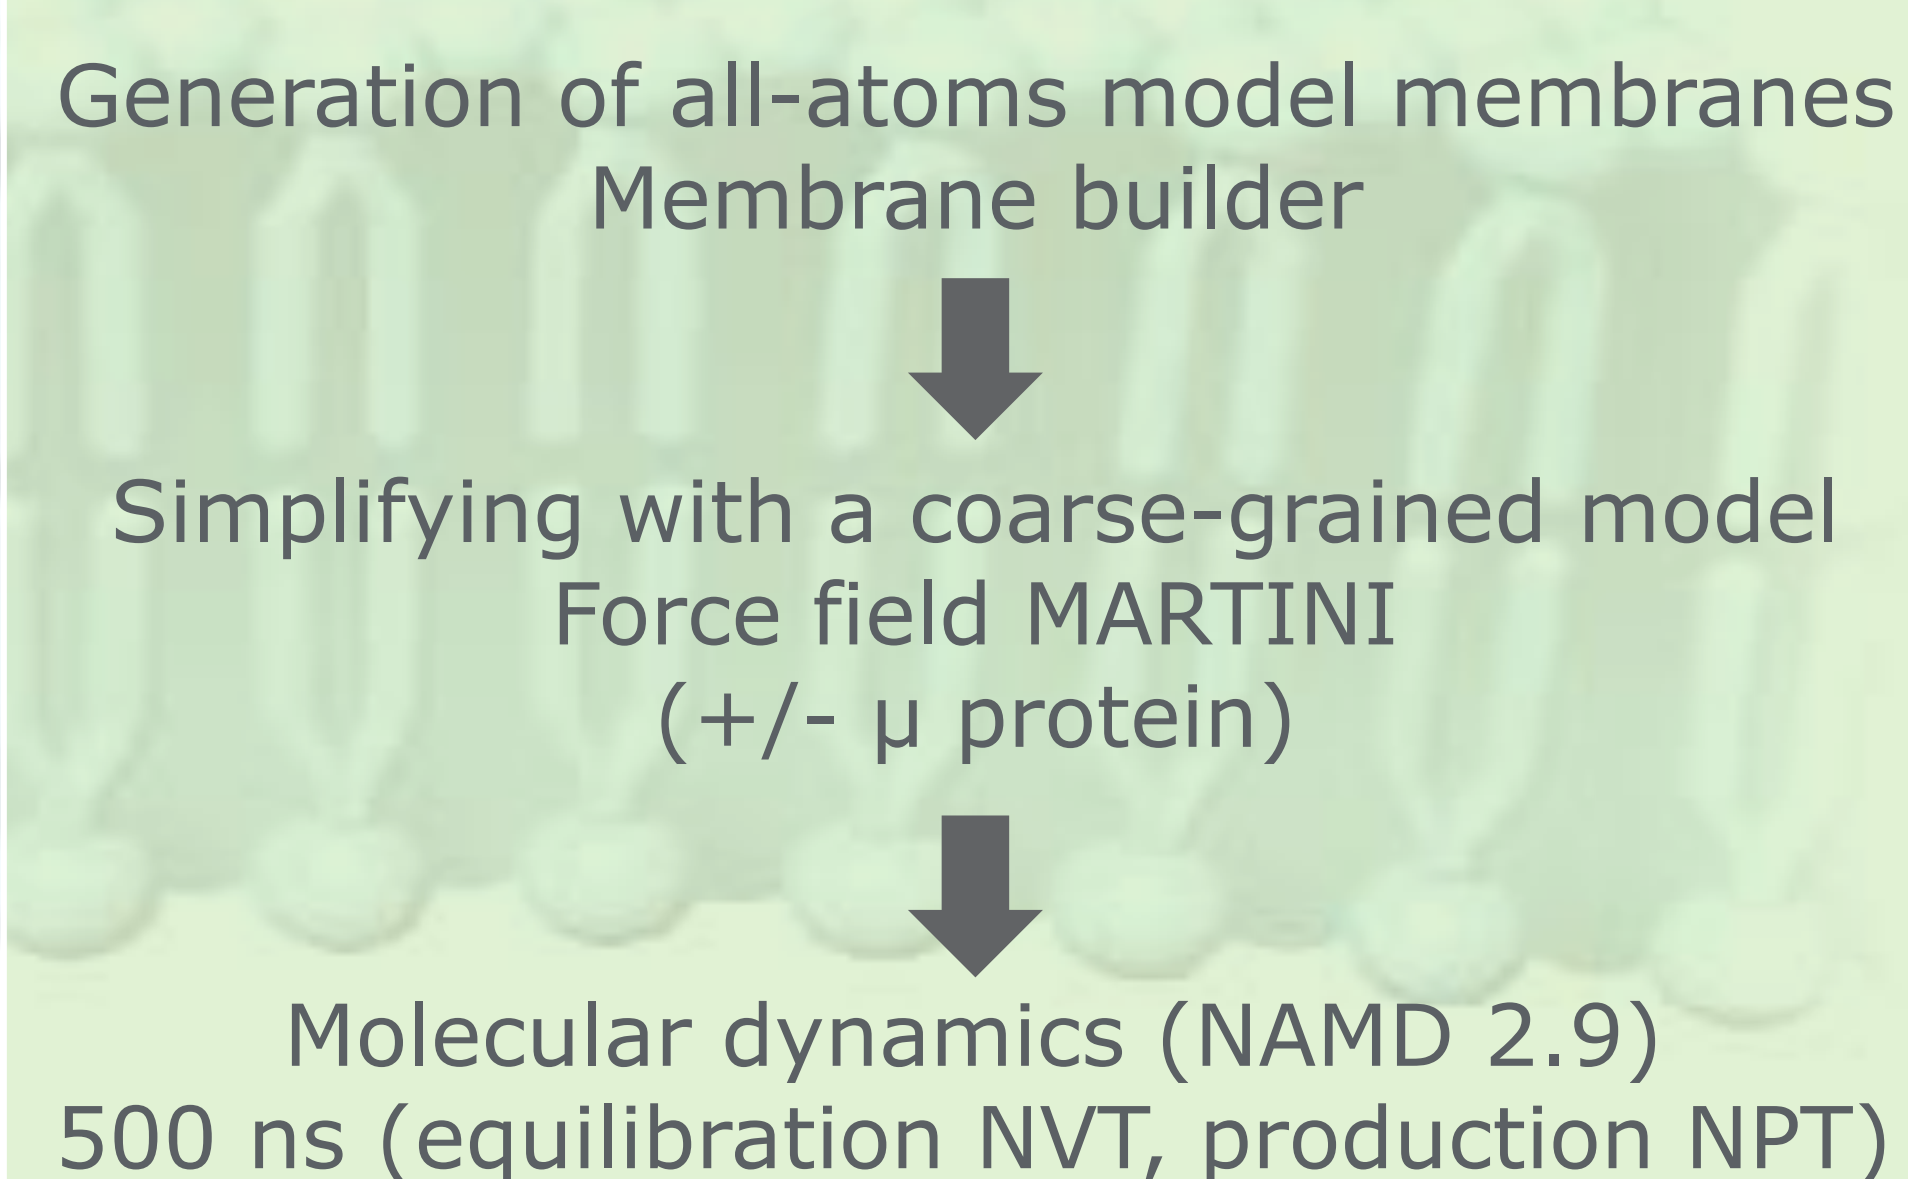 Generation of all-atoms model membranes
Membrane builder
Simplifying with a coarse-grained model
Force field MARTINI
(+/- μ protein)
Molecular dynamics (NAMD 2.9)
500 ns (equilibration NVT, production NPT)